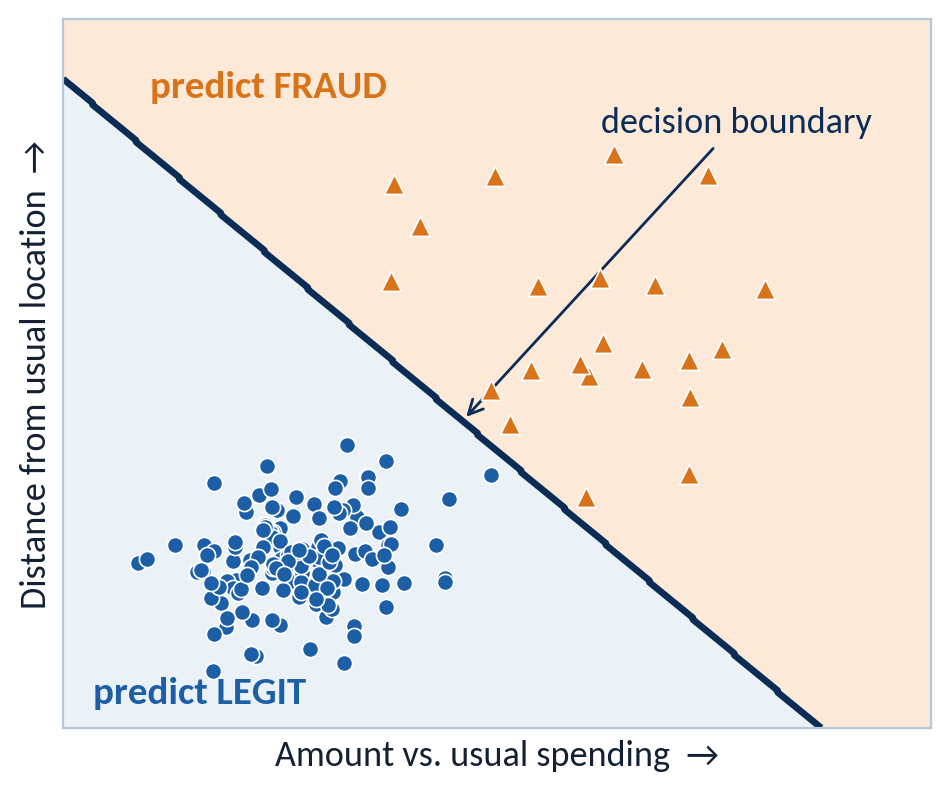 predict FRAUD
decision boundary
Distance from usual location →
predict LEGIT
Amount vs. usual spending →